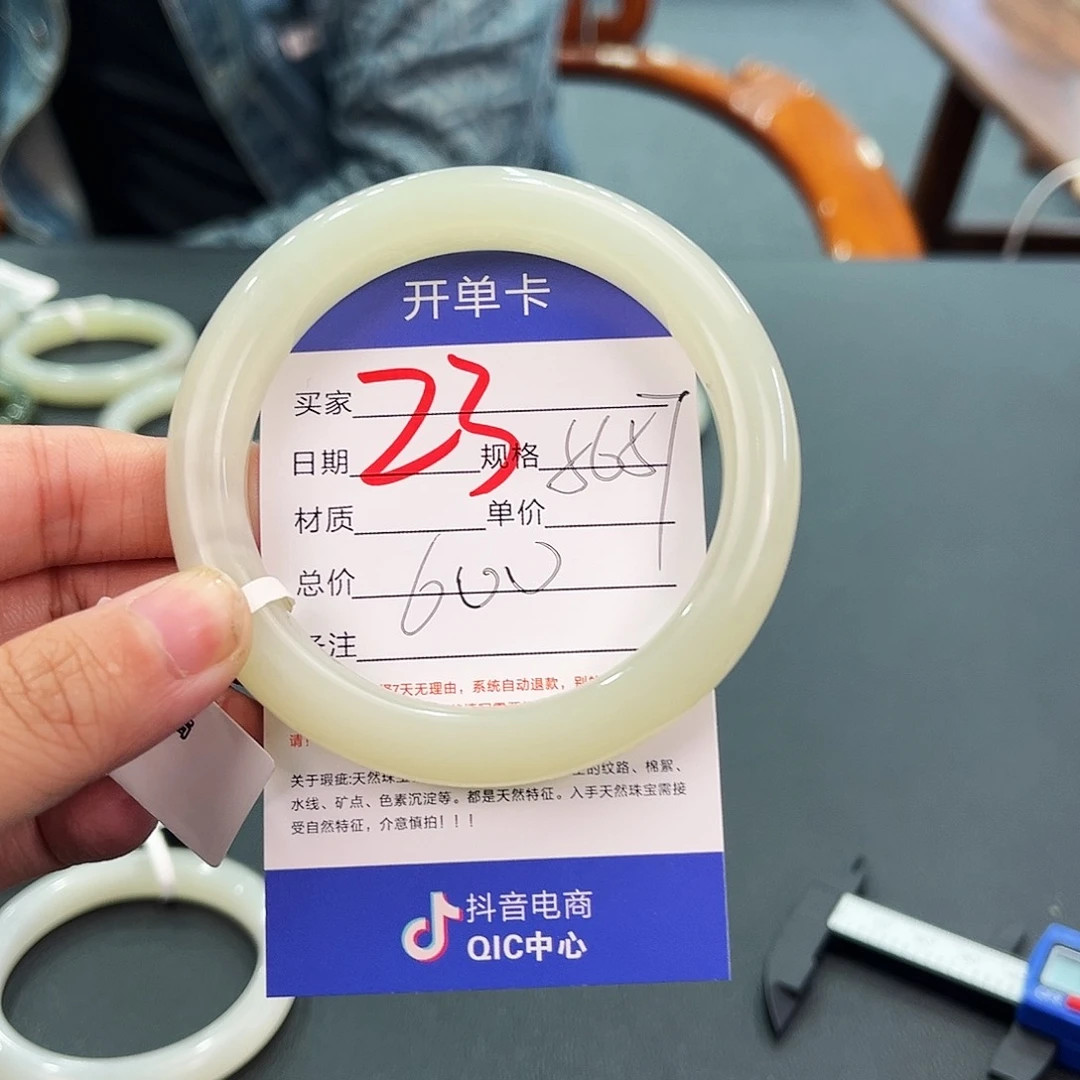 开单卡
买家
23
日期 规格 8687
材质 单价
总价 600
注
7天无理由，系统自动退款，
请！
关于瑕疵:天然珠宝 的纹路、棉絮、
水线、矿点、色素沉淀等。都是天然特征。入手天然珠宝需接
受自然特征，介意慎拍！！！
抖音电商
QIC中心